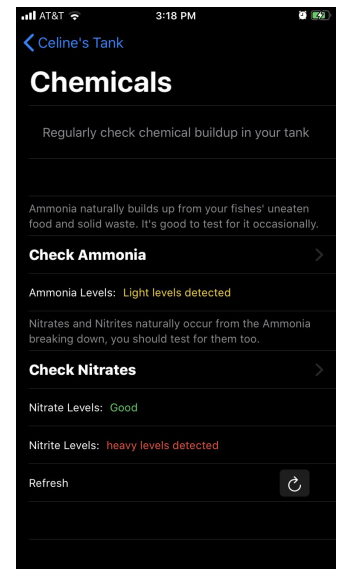 AT&T 3:18 PM
Celine's Tank
Chemicals
Regularly check chemical buildup in your tank
Ammonia naturally builds up from your fishes' uneaten
food and solid waste. It's good to test for it occasionally.
Check Ammonia
Ammonia Levels: Light levels detected
Nitrates and Nitrites naturally occur from the Ammonia
breaking down, you should test for them too.
Check Nitrates
Nitrate Levels: Good
Nitrite Levels: heavy levels detected
Refresh